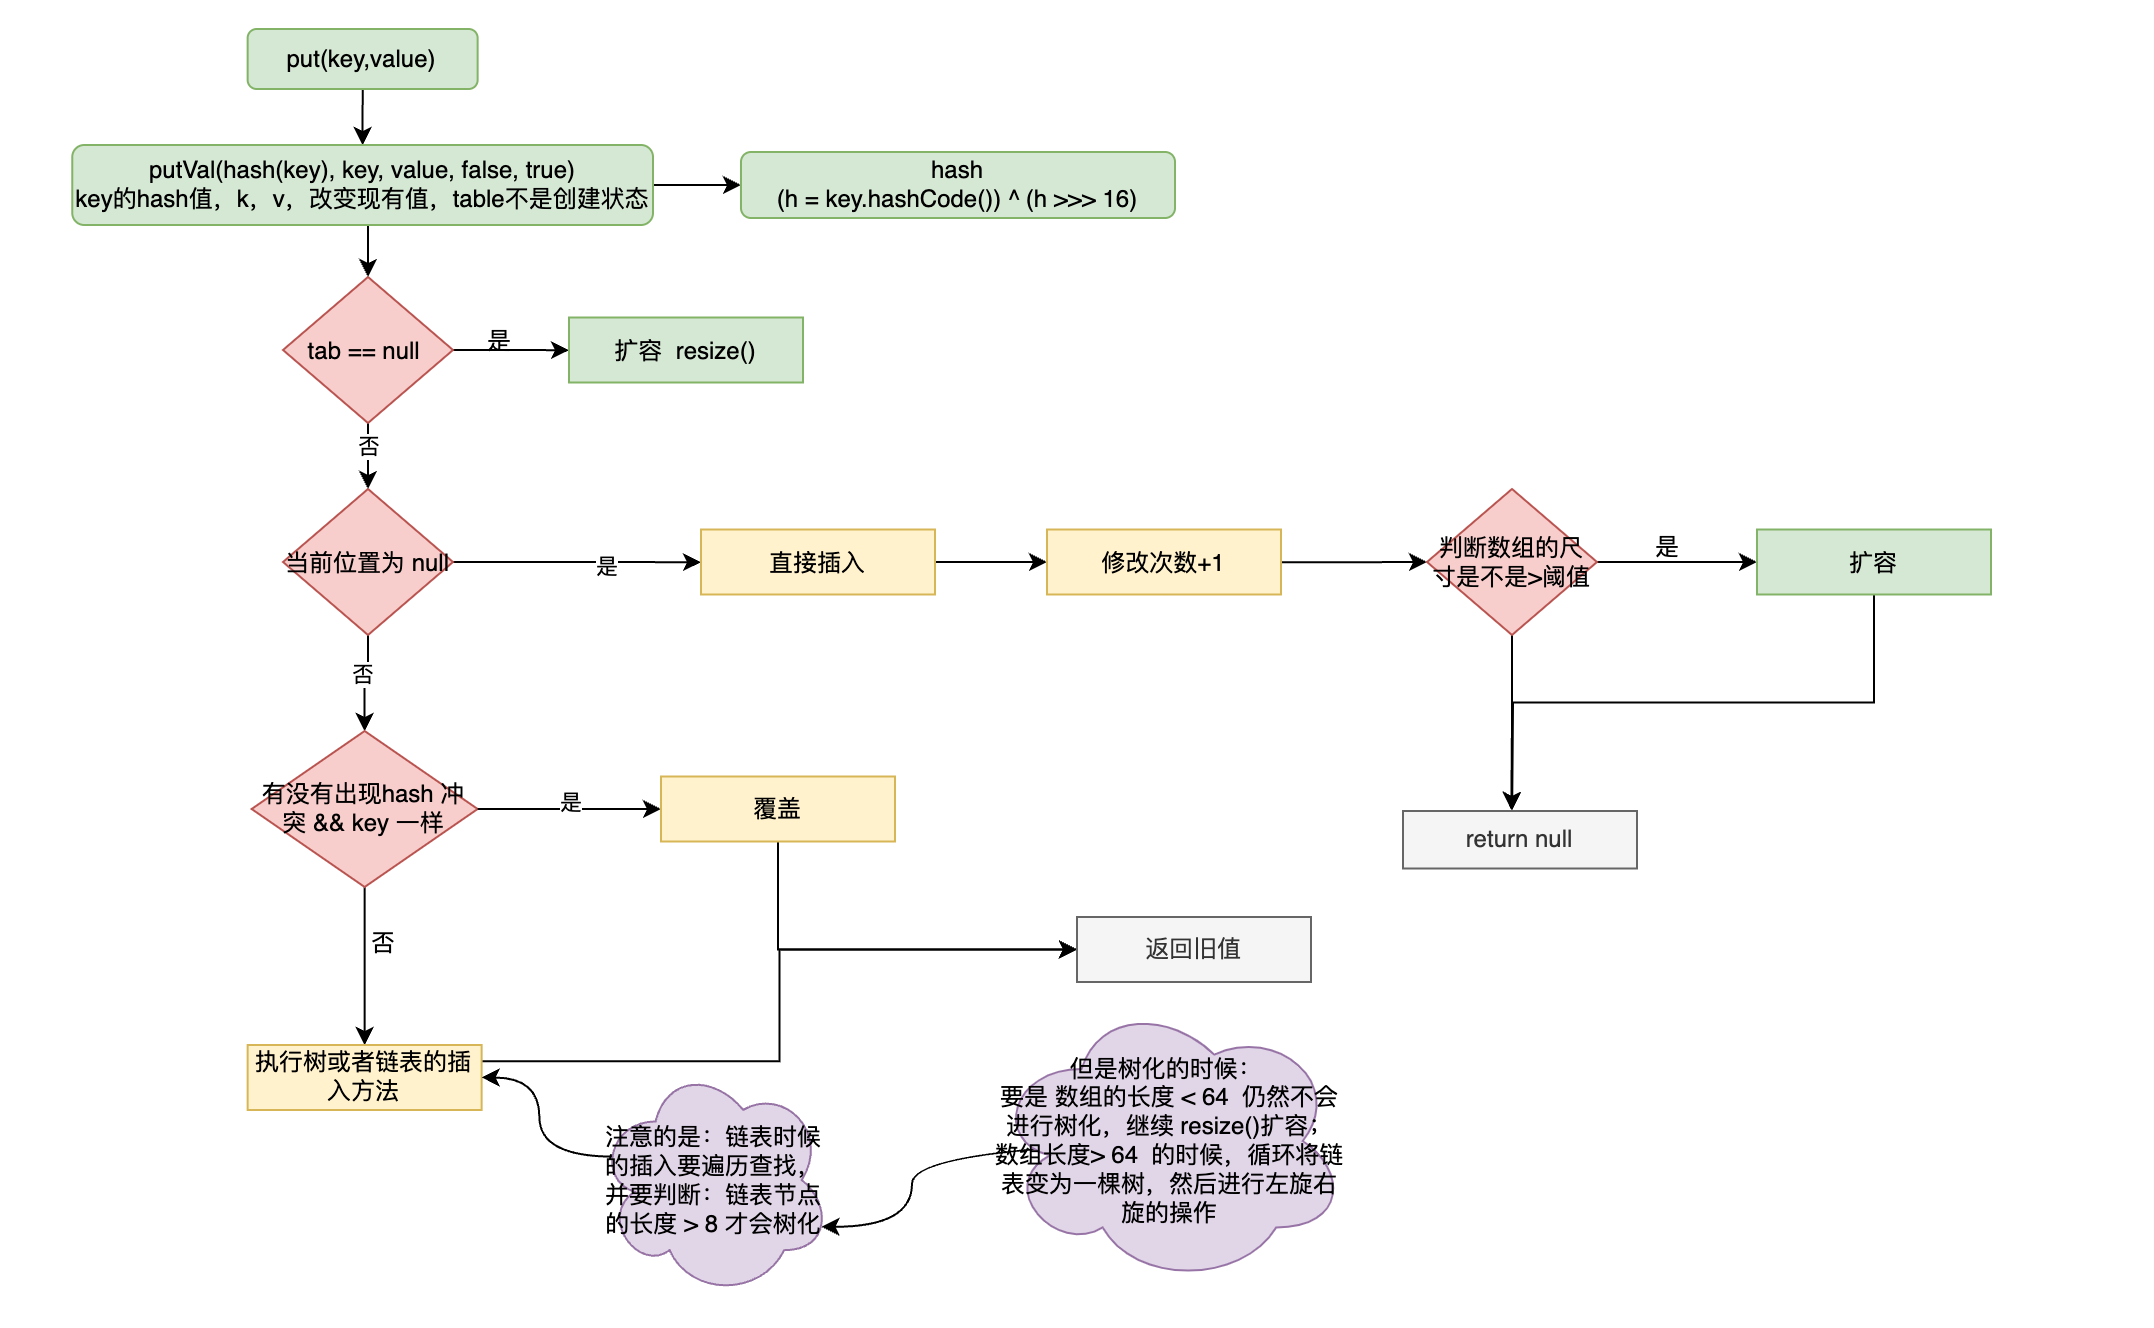 put(key,value)
putVal(hash(key), key, value, false, true)
key的hash值，k，v，改变现有值，table不是创建状态
hash
(h = key.hashCode()) ^ (h >>> 16)
tab == null
是
扩容  resize()
否
当前位置为 null
是
直接插入
修改次数+1
判断数组的尺
寸是不是>阈值
是
扩容
否
有没有出现hash 冲
突 && key 一样
是
覆盖
return null
否
返回旧值
执行树或者链表的插
入方法
注意的是：链表时候
的插入要遍历查找，
并要判断：链表节点
的长度 > 8 才会树化
但是树化的时候：
要是 数组的长度 < 64  仍然不会
进行树化，继续 resize()扩容；
数组长度> 64  的时候，循环将链
表变为一棵树，然后进行左旋右
旋的操作